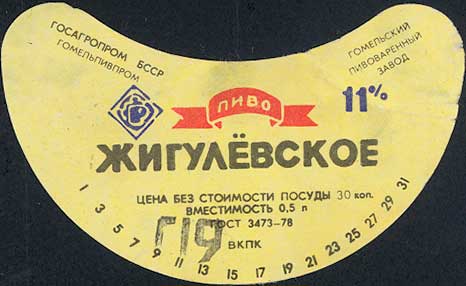 ГОСАГРОПРОМ БССР
ГОМЕЛЬПИВПРОМ
ГОМЕЛЬСКИЙ
ПИВОВАРЕННЫЙ
ЗАВОД
ПИВО
11%
ЖИГУЛЁВСКОЕ
ЦЕНА БЕЗ СТОИМОСТИ ПОСУДЫ 30 коп.
ВМЕСТИМОСТЬ 0,5 л
ГОСТ 3473-78
ВКПК
1 3 5 7 9 11 13 15 17 19 21 23 25 27 29 31